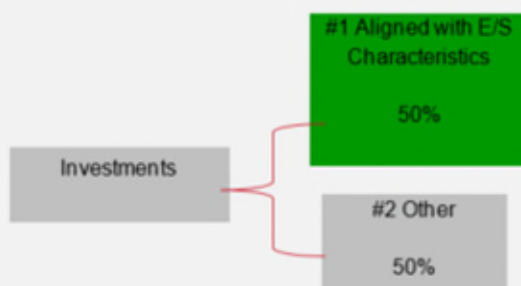 #1 Aligned with E/S
Characteristics
50%
Investments
#2 Other
50%